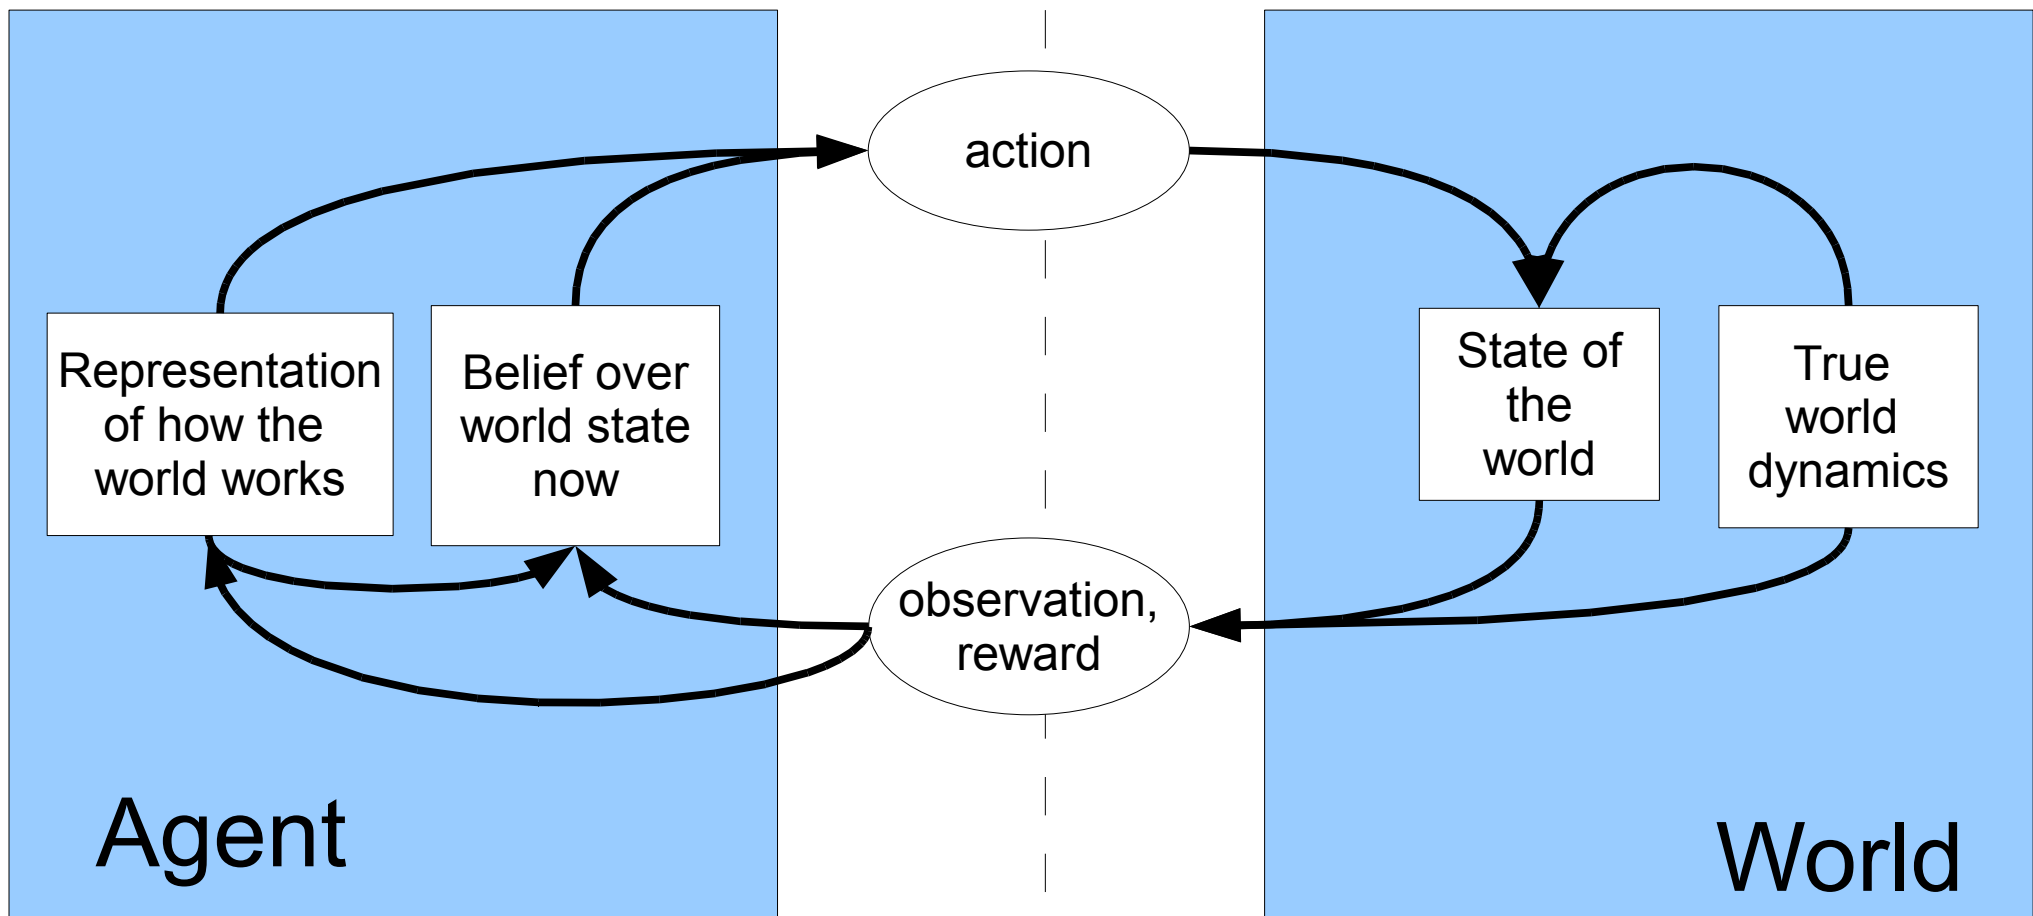 action
Representation
of how the
world works
Belief over
world state
now
State of
the
world
True
world
dynamics
observation,
reward
Agent
World